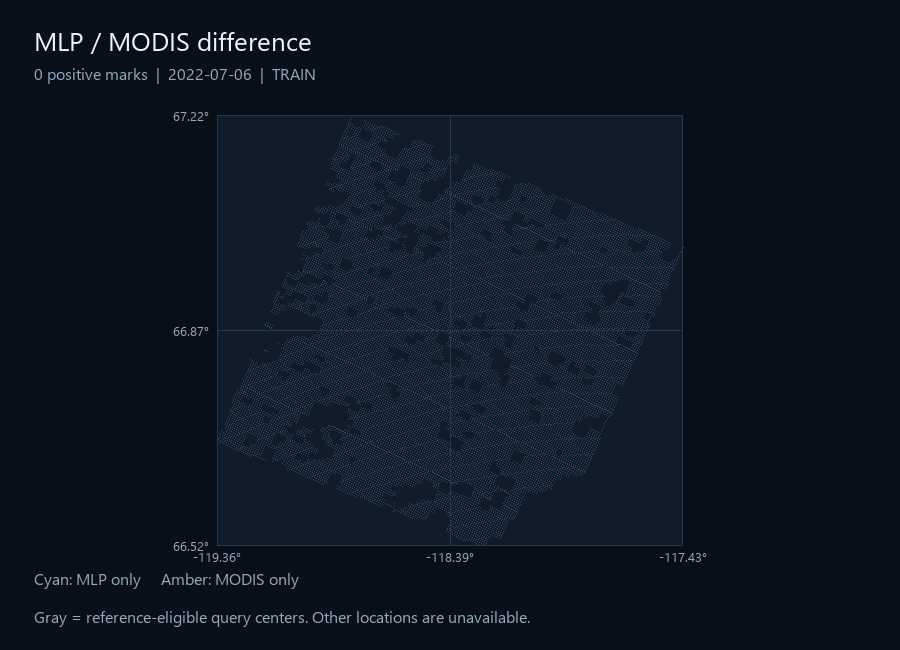 MLP / MODIS difference
0 positive marks | 2022-07-06 | TRAIN
67.22°
66.87°
66.52°
-119.36° -118.39° -117.43°
Cyan: MLP only Amber: MODIS only
Gray = reference-eligible query centers. Other locations are unavailable.